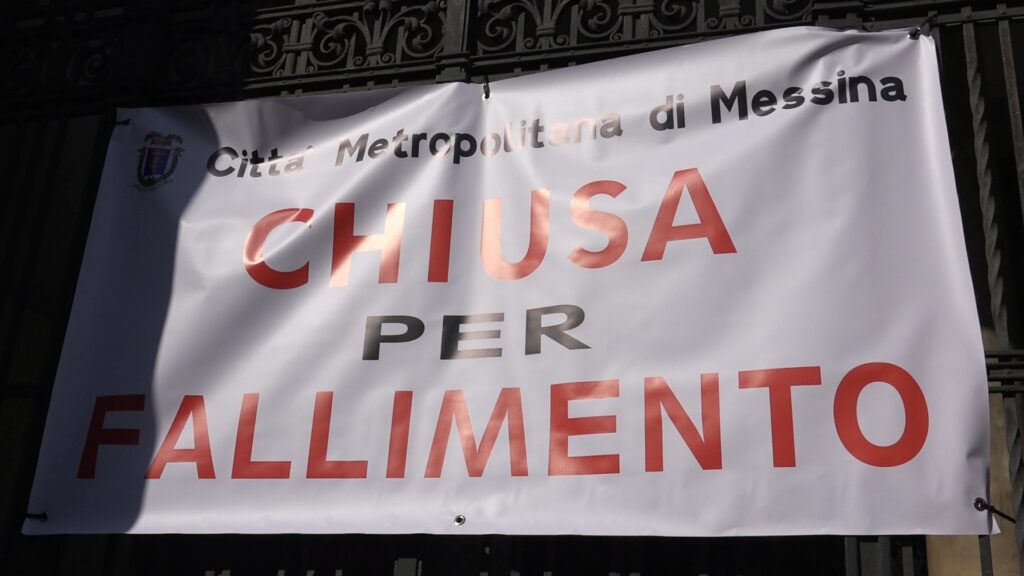 Citta' Metropolitana di Messina
CHIUSA
PER
FALLIMENTO